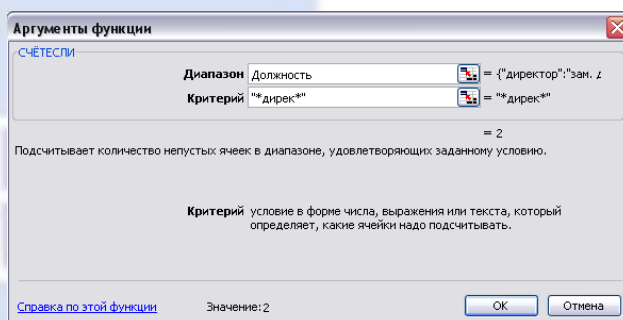 Аргументы функции
СЧЁТЕСЛИ
Диапазон Должность = {"директор":"зам. 
Критерий "*дирек*" = "*дирек*"
= 2
Подсчитывает количество непустых ячеек в диапазоне, удовлетворяющих заданному условию.
Критерий условие в форме числа, выражения или текста, который
определяет, какие ячейки надо подсчитывать.
Справка по этой функции Значение:2 ОК Отмена